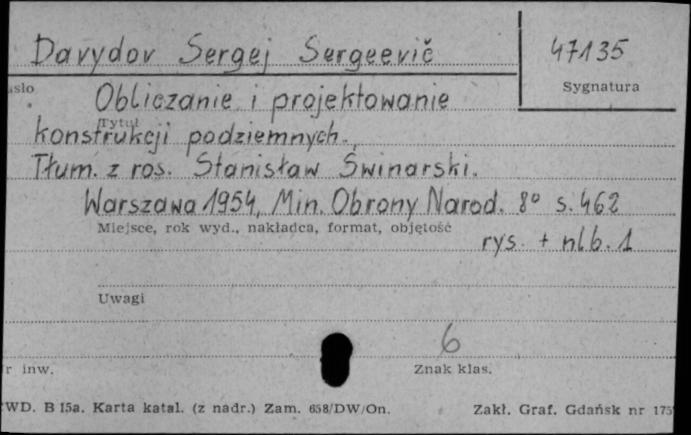 Davydov Sergej Sergeevič
47135
Sygnatura
Obliczanie i projektowanie
Tytuł
konstrukcji podziemnych.
Tłum. z ros. Stanisław Świnarski.
Warszawa 1954, Min. Obrony Narod. 8° s. 462
Miejsce, rok wyd., nakładca, format, objętość
rys. + nlb. 1
Uwagi
6
r inw.
Znak klas.
WD. B 15a. Karta katal. (z nadr.) Zam. 658/DW/On.
Zakł. Graf. Gdańsk nr 175